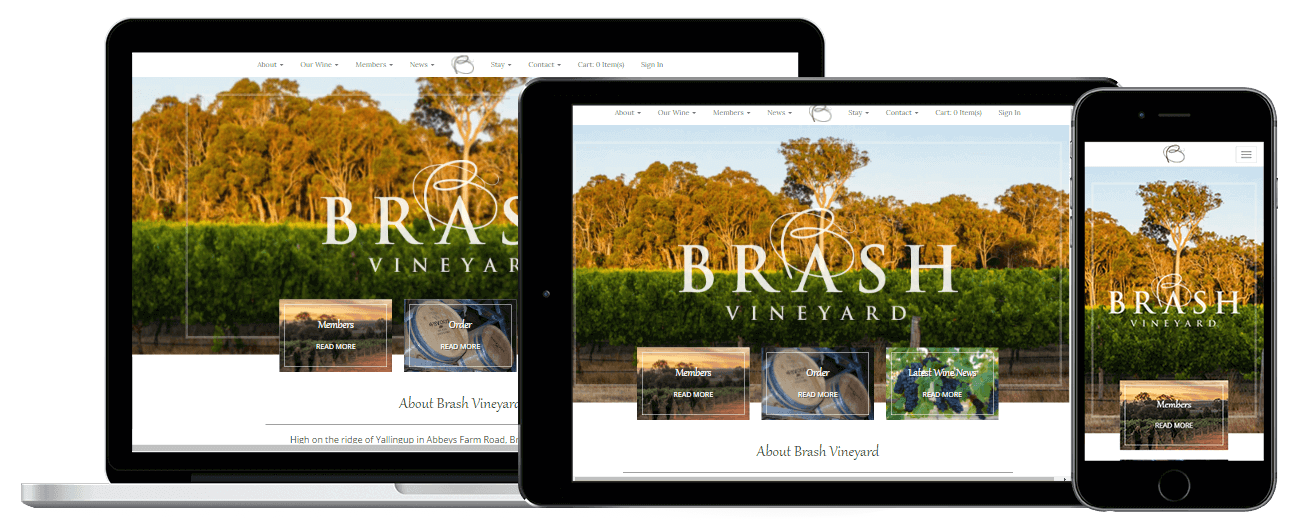 About Our Wine Members News B Stay Contact Cart: 0 Item(s) Sign In
BRAS
VINEYAR
Members
READ MORE
Order
READ MORE
About Brash Vineyard
High on the ridge of Yallingup in Abbeys Farm Road, Br
About Our Wine Members News B Stay Contact Cart: 0 Item(s) Sign In
BRASH
VINEYARD
Members
READ MORE
Order
READ MORE
Latest Wine News
READ MORE
About Brash Vineyard
B
BRASH
VINEYARD
Members
READ MORE